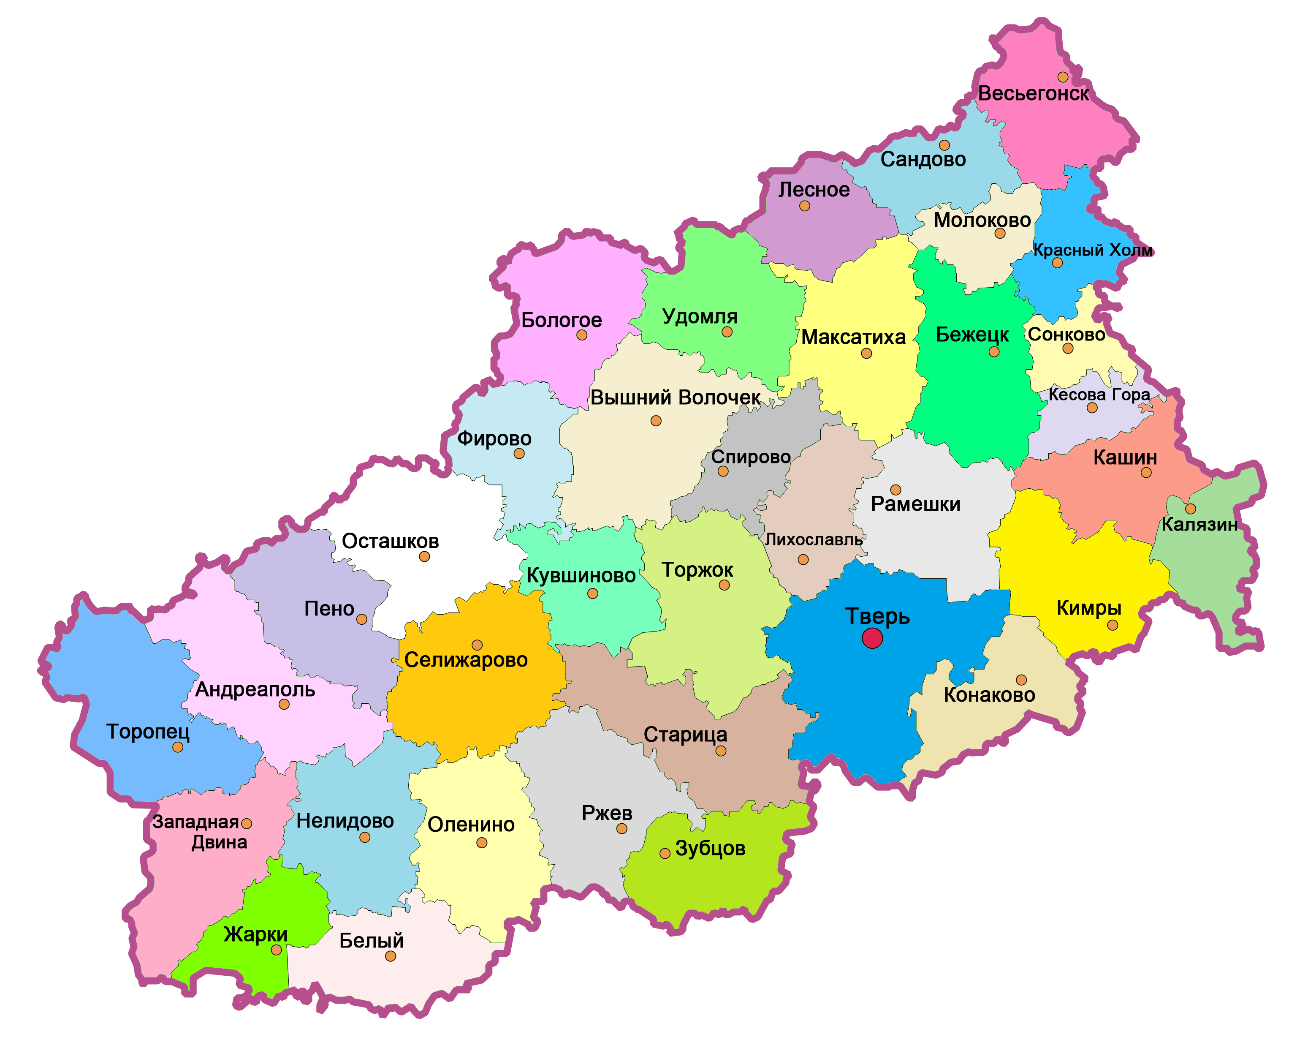 Весьегонск
Сандово
Лесное
Молоково
Красный Холм
Бологое
Удомля
Максатиха
Бежецк
Сонково
Вышний Волочек
Кесова Гора
Фирово
Спирово
Кашин
Рамешки
Калязин
Осташков
Лихославль
Кувшиново
Торжок
Пено
Тверь
Кимры
Селижарово
Андреаполь
Конаково
Торопец
Старица
Западная
Двина
Нелидово
Оленино
Ржев
Зубцов
Жарки
Белый